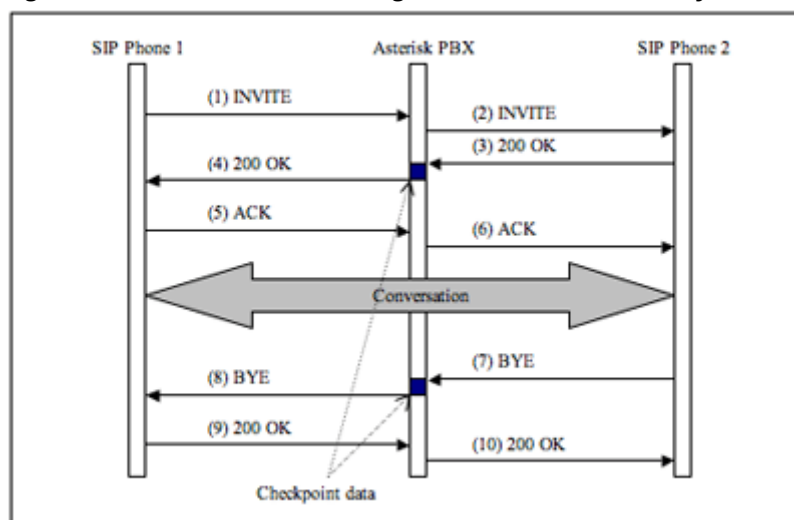 SIP Phone 1 Asterisk PBX SIP Phone 2
(1) INVITE
(2) INVITE
(3) 200 OK
(4) 200 OK
(5) ACK
(6) ACK
Conversation
(7) BYE
(8) BYE
(9) 200 OK
(10) 200 OK
Checkpoint data